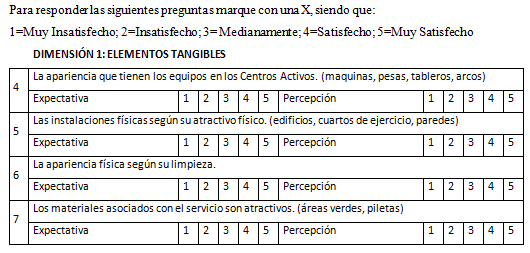 Para responder las siguientes preguntas marque con una X, siendo que:
1=Muy Insatisfecho; 2=Insatisfecho; 3= Medianamente; 4=Satisfecho; 5=Muy Satisfecho
DIMENSIÓN 1: ELEMENTOS TANGIBLES
4 La apariencia que tienen los equipos en los Centros Activos. (maquinas, pesas, tableros, arcos)
Expectativa 1 2 3 4 5 Percepción 1 2 3 4 5
5 Las instalaciones físicas según su atractivo físico. (edificios, cuartos de ejercicio, paredes)
Expectativa 1 2 3 4 5 Percepción 1 2 3 4 5
6 La apariencia física según su limpieza.
Expectativa 1 2 3 4 5 Percepción 1 2 3 4 5
7 Los materiales asociados con el servicio son atractivos. (áreas verdes, piletas)
Expectativa 1 2 3 4 5 Percepción 1 2 3 4 5